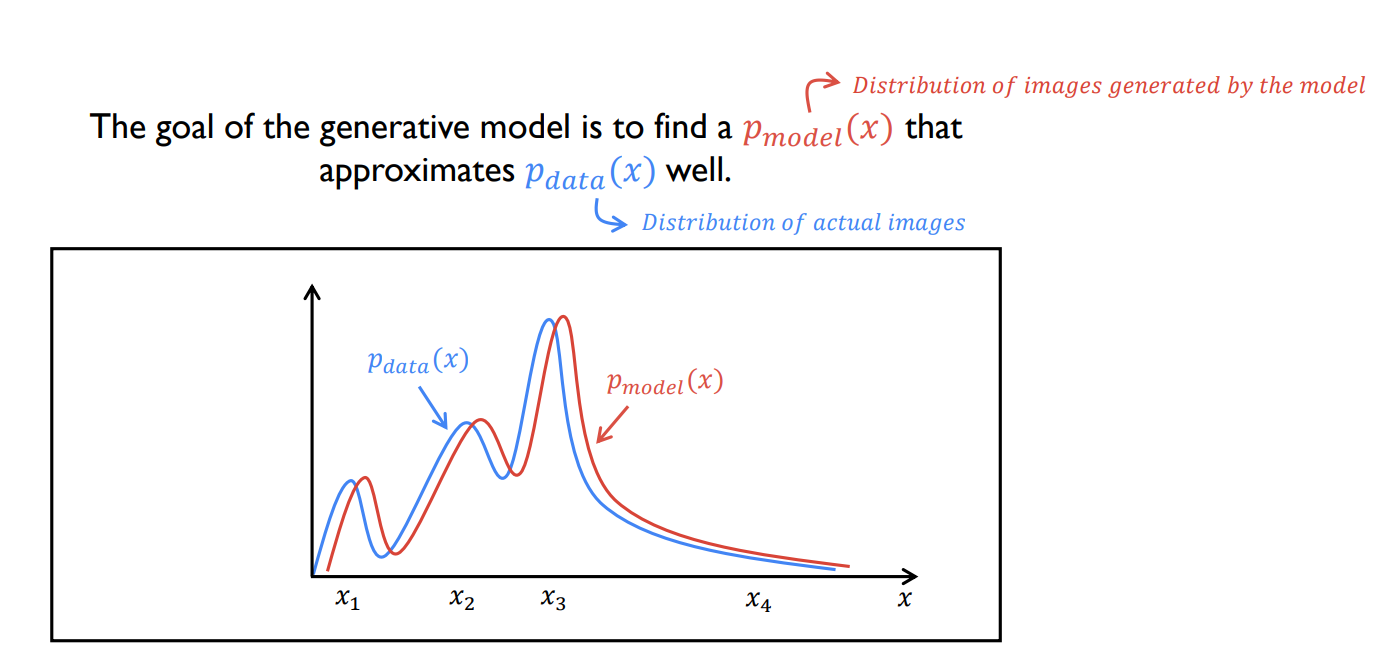 Distribution of images generated by the model
The goal of the generative model is to find a p_model(x) that
approximates p_data(x) well.
Distribution of actual images
p_data(x)
p_model(x)
x_1 x_2 x_3 x_4 x